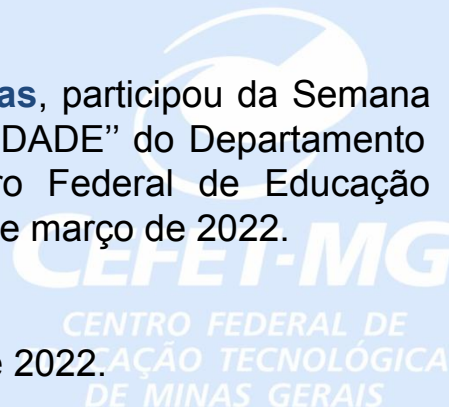 as, participou da Semana
DADE’’ do Departamento
ro Federal de Educação
e março de 2022.
CEFET-MG
CENTRO FEDERAL DE
e 2022.
EDUCAÇÃO TECNOLÓGICA
DE MINAS GERAIS